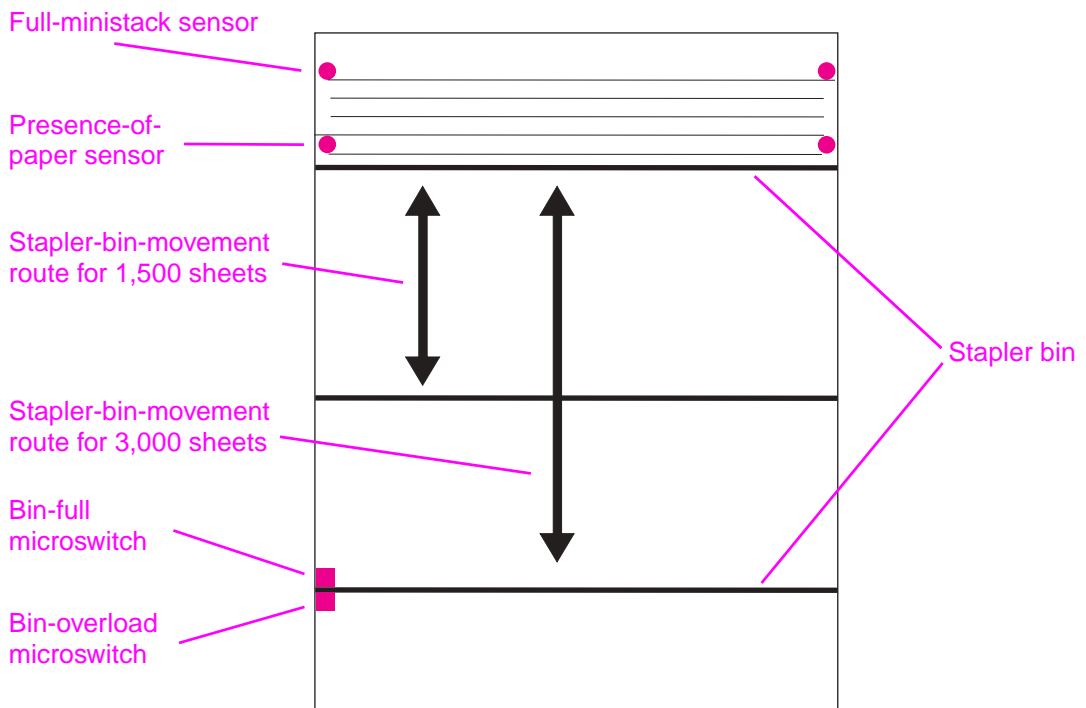 Full-ministack sensor
Presence-of-
paper sensor
Stapler-bin-movement
route for 1,500 sheets
Stapler bin
Stapler-bin-movement
route for 3,000 sheets
Bin-full
microswitch
Bin-overload
microswitch